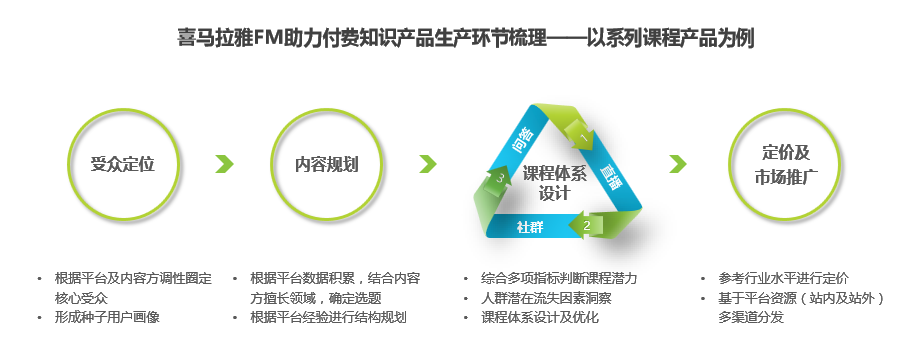 喜马拉雅FM助力付费知识产品生产环节梳理——以系列课程产品为例
受众定位
内容规划
问答
1
直播
3
课程体系
设计
社群
2
定价及
市场推广
• 根据平台及内容方调性圈定
核心受众
• 形成种子用户画像
• 根据平台数据积累，结合内容
方擅长领域，确定选题
• 根据平台经验进行结构规划
• 综合多项指标判断课程潜力
• 人群潜在流失因素洞察
• 课程体系设计及优化
• 参考行业水平进行定价
• 基于平台资源（站内及站外）
多渠道分发